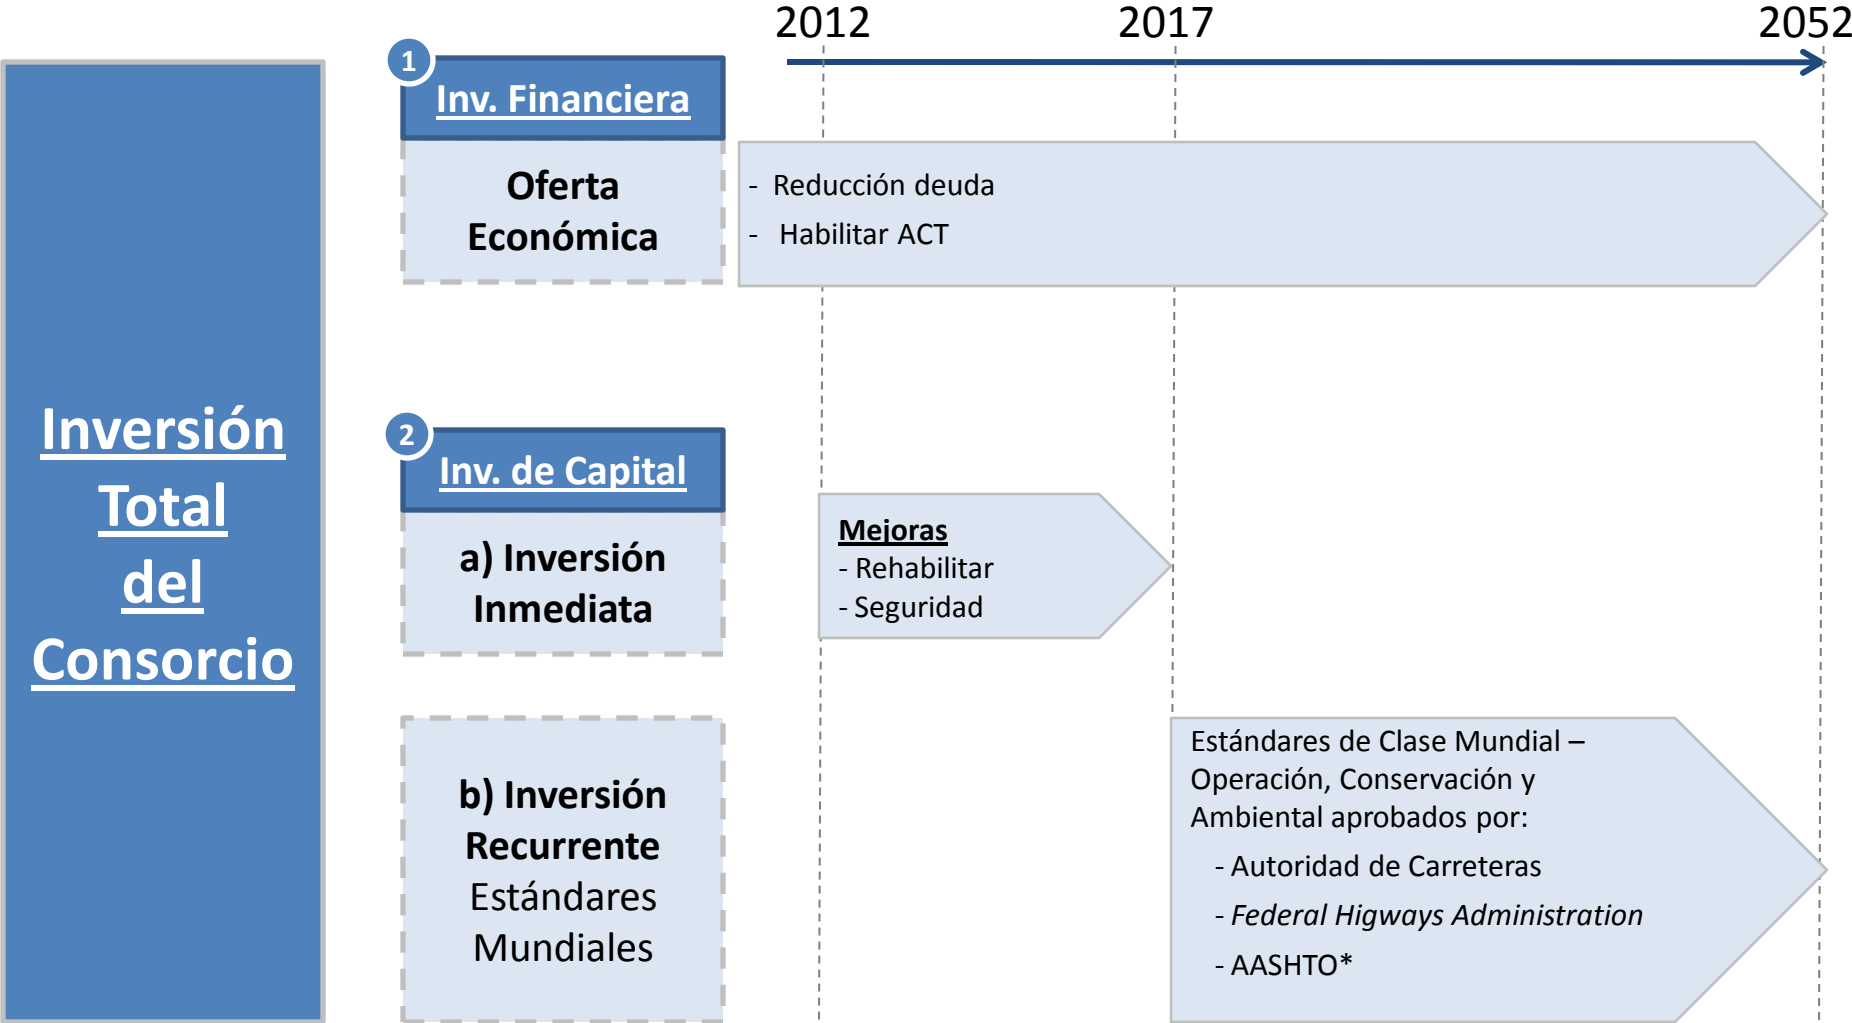 2012
2017
2052
Inversión
Total
del
Consorcio
1
Inv. Financiera
Oferta
Económica
- Reducción deuda
- Habilitar ACT
2
Inv. de Capital
a) Inversión
Inmediata
Mejoras
- Rehabilitar
- Seguridad
b) Inversión
Recurrente
Estándares
Mundiales
Estándares de Clase Mundial –
Operación, Conservación y
Ambiental aprobados por:
- Autoridad de Carreteras
- Federal Higways Administration
- AASHTO*